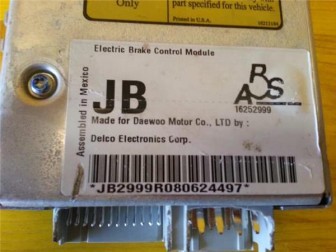 Only
part specified for this vehicle.
Printed in U.S.A.
Electric Brake Control Module
ABS
JB
16252999
Assembled in Mexico
Made for Daewoo Motor Co., LTD by :
Delco Electronics Corp.
*JB2999R080624497*